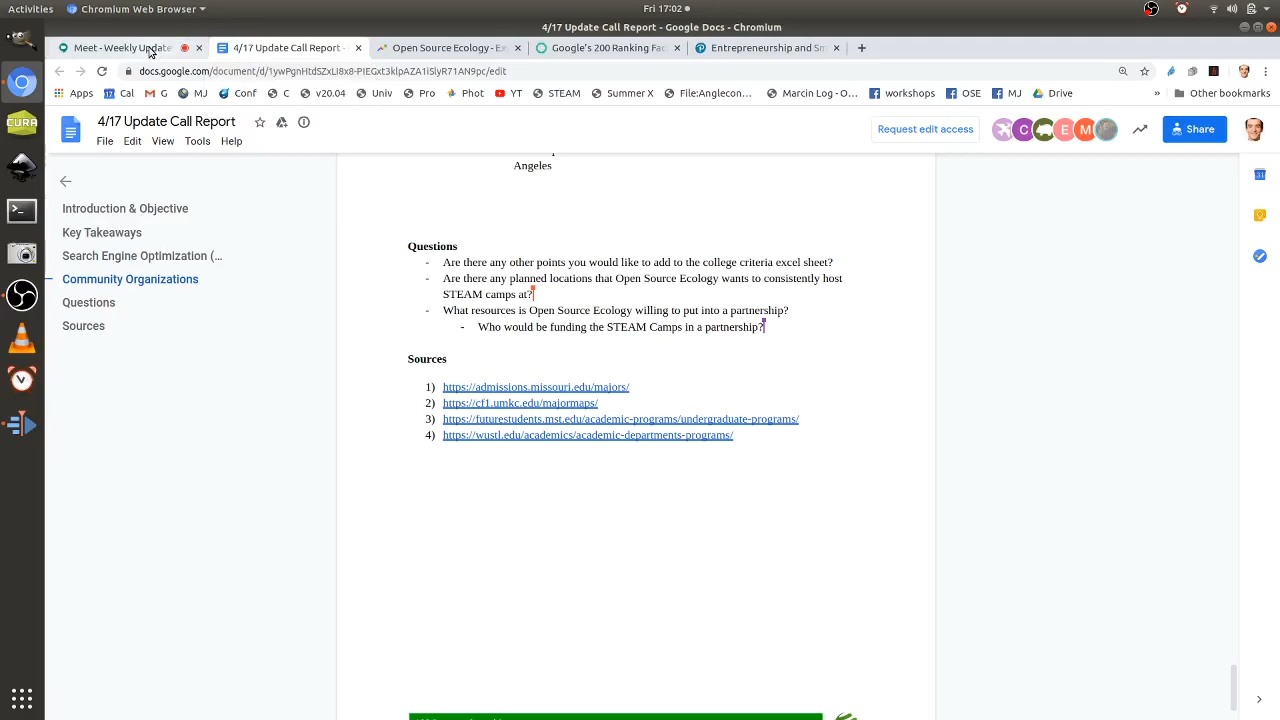 Activities Chromium Web Browser Fri 17:02
4/17 Update Call Report - Google Docs - Chromium
Meet - Weekly Update 4/17 Update Call Report - Open Source Ecology - Ex Google's 200 Ranking Fac Entrepreneurship and Sm
docs.google.com/document/d/1ywPgnHtdSZxLI8x8-PIEGxt3klpAZA1iSlyR71AN9pc/edit
Apps Cal G MJ Conf C v20.04 Univ Pro Phot YT STEAM Summer X File:Anglecon... Marcin Log - O... workshops OSE MJ Drive » Other bookmarks
4/17 Update Call Report
File Edit View Tools Help
Request edit access
C E M
Share
Introduction & Objective
Key Takeaways
Search Engine Optimization (...
Community Organizations
Questions
Sources
Angeles
Questions
- Are there any other points you would like to add to the college criteria excel sheet?
- Are there any planned locations that Open Source Ecology wants to consistently host
STEAM camps at?
- What resources is Open Source Ecology willing to put into a partnership?
- Who would be funding the STEAM Camps in a partnership?
Sources
1) https://admissions.missouri.edu/majors/
2) https://cf1.umkc.edu/majormaps/
3) https://futurestudents.mst.edu/academic-programs/undergraduate-programs/
4) https://wustl.edu/academics/academic-departments-programs/
CURA
31